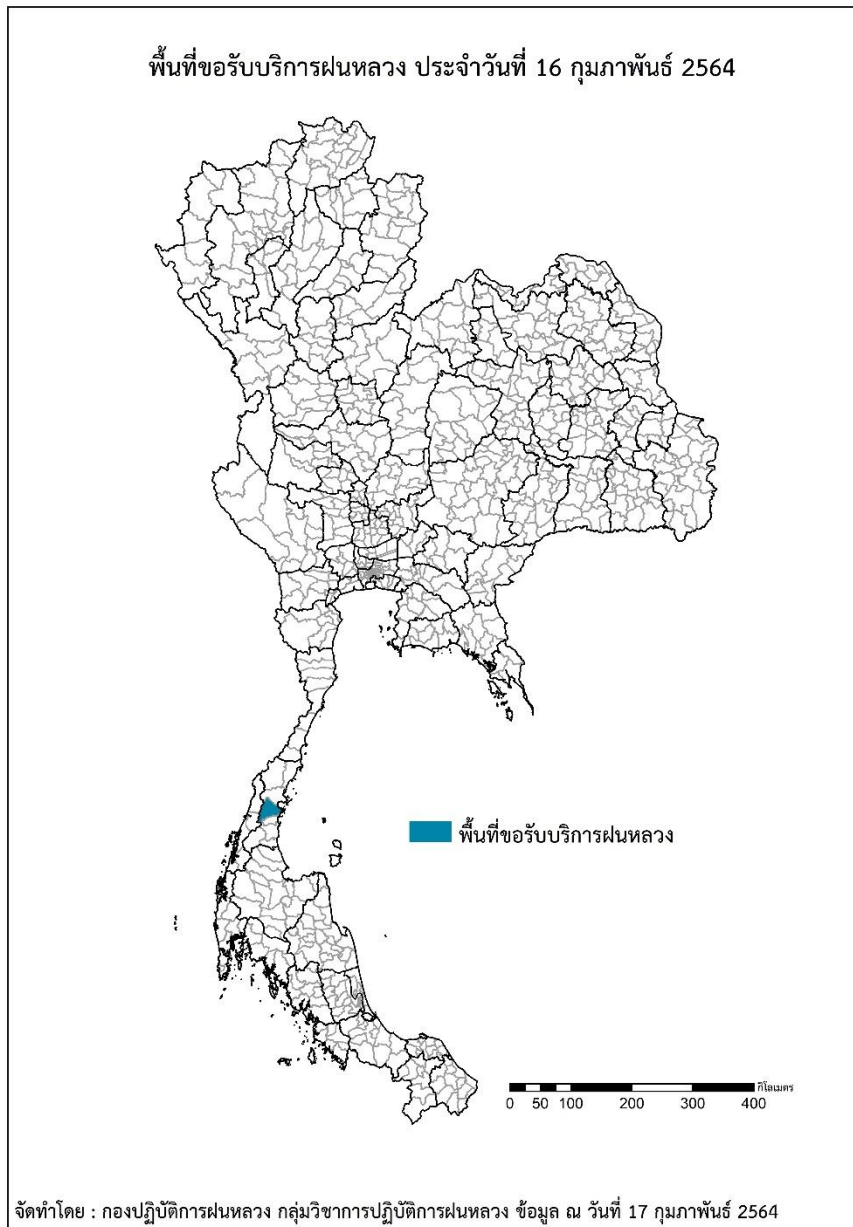 พื้นที่ขอรับบริการฝนหลวง ประจำวันที่ 16 กุมภาพันธ์ 2564
พื้นที่ขอรับบริการฝนหลวง
กิโลเมตร
0 50 100 200 300 400
จัดทำโดย : กองปฏิบัติการฝนหลวง กลุ่มวิชาการปฏิบัติการฝนหลวง ข้อมูล ณ วันที่ 17 กุมภาพันธ์ 2564